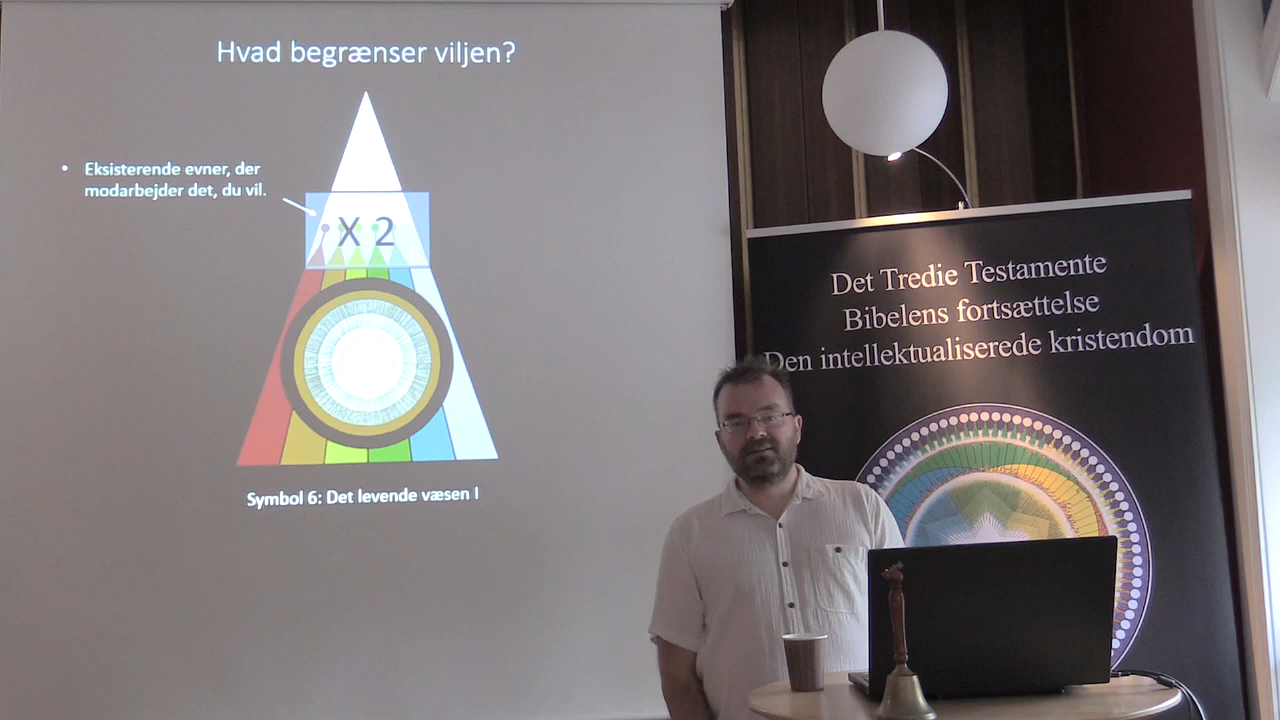 Hvad begrænser viljen?
• Eksisterende evner, der
modarbejder det, du vil.
X 2
Symbol 6: Det levende væsen I
Det Tredie Testamente
Bibelens fortsættelse
Den intellektualiserede kristendom